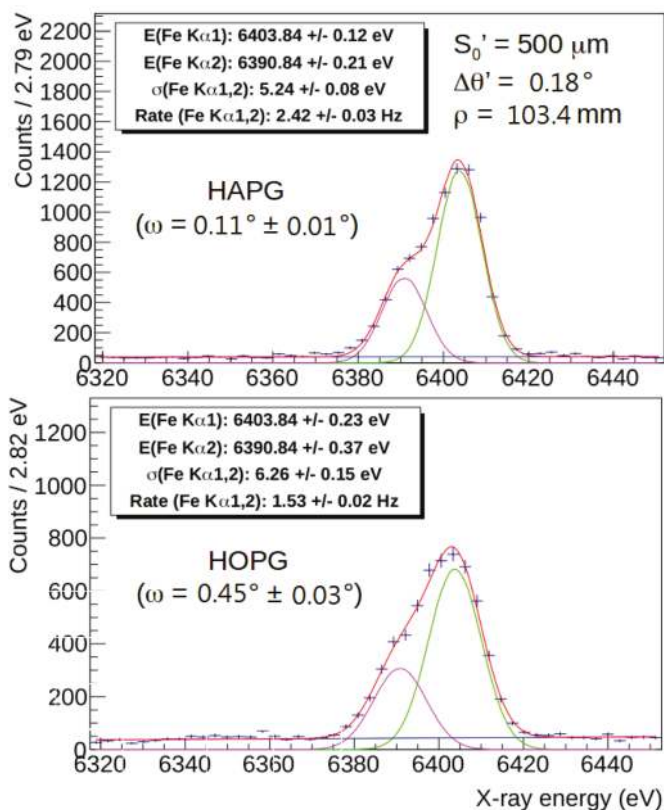 Counts / 2.79 eV
2200
2000
1800
1600
1400
1200
1000
800
600
400
200
0
E(Fe Kα1): 6403.84 +/- 0.12 eV
E(Fe Kα2): 6390.84 +/- 0.21 eV
σ(Fe Kα1,2): 5.24 +/- 0.08 eV
Rate (Fe Kα1,2): 2.42 +/- 0.03 Hz
S₀' = 500 μm
Δθ' = 0.18°
ρ = 103.4 mm
HAPG
(ω = 0.11° ± 0.01°)
6320 6340 6360 6380 6400 6420 6440
Counts / 2.82 eV
1200
1000
800
600
400
200
0
E(Fe Kα1): 6403.84 +/- 0.23 eV
E(Fe Kα2): 6390.84 +/- 0.37 eV
σ(Fe Kα1,2): 6.26 +/- 0.15 eV
Rate (Fe Kα1,2): 1.53 +/- 0.02 Hz
HOPG
(ω = 0.45° ± 0.03°)
6320 6340 6360 6380 6400 6420 6440
X-ray energy (eV)